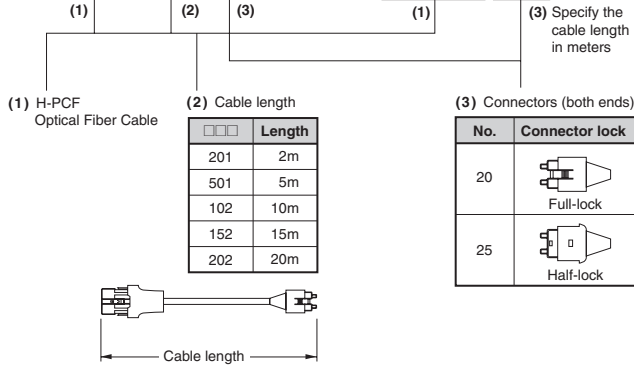 (1) (2) (3) (1) (3) Specify the
cable length
in meters
(1) H-PCF
Optical Fiber Cable
(2) Cable length
□□□ Length
201 2m
501 5m
102 10m
152 15m
202 20m
Cable length
(3) Connectors (both ends)
No. Connector lock
20
Full-lock
25
Half-lock